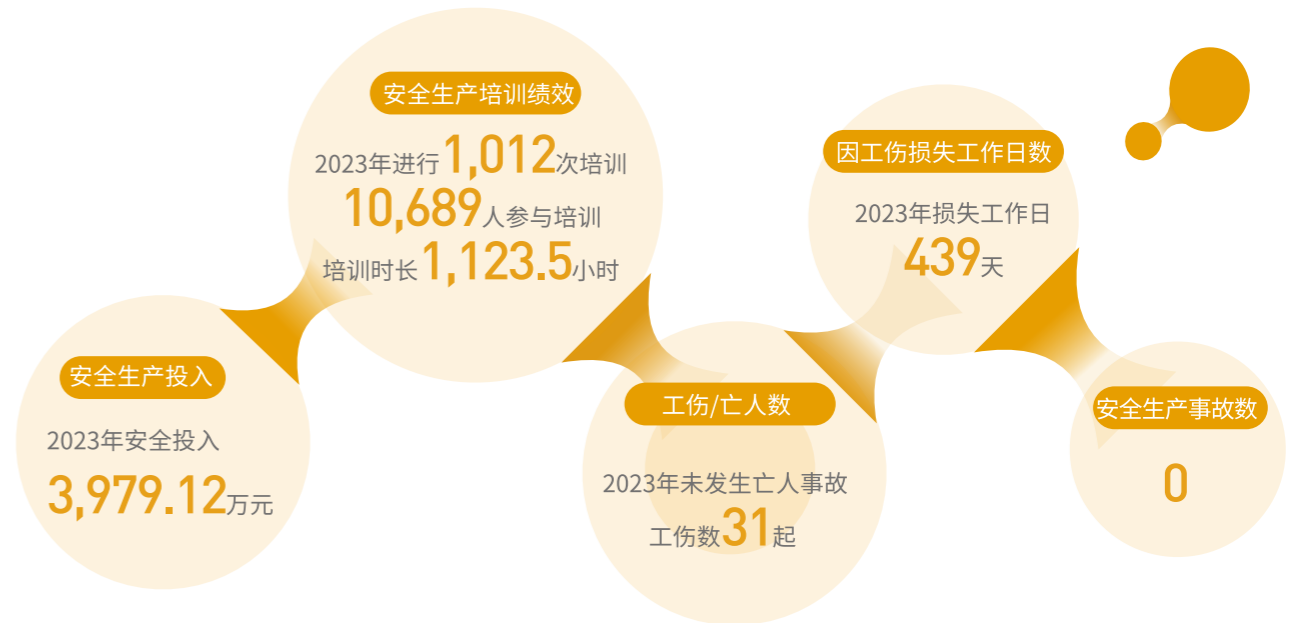 安全生产投入
2023年安全投入
3,979.12万元
安全生产培训绩效
2023年进行1,012次培训
10,689人参与培训
培训时长1,123.5小时
工伤/亡人数
2023年未发生亡人事故
工伤数31起
因工伤损失工作日数
2023年损失工作日
439天
安全生产事故数
0